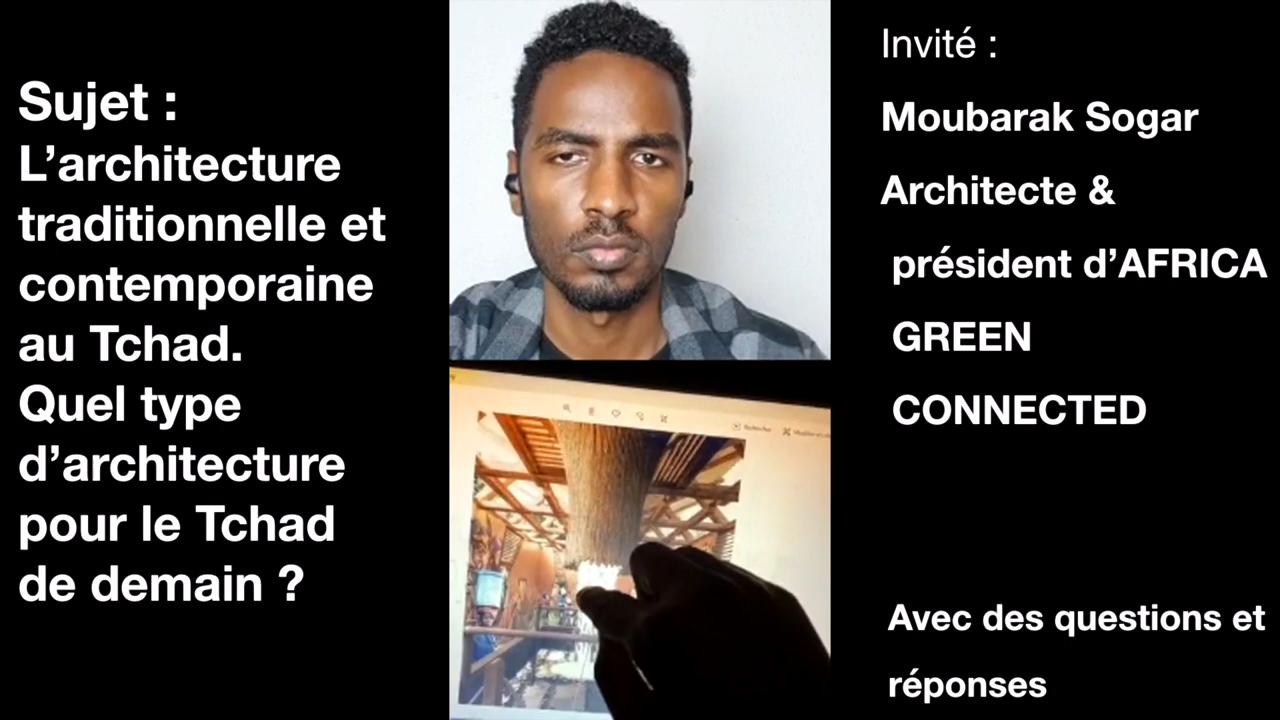 Sujet :
L’architecture
traditionnelle et
contemporaine
au Tchad.
Quel type
d’architecture
pour le Tchad
de demain ?
Invité :
Moubarak Sogar
Architecte &
président d’AFRICA
GREEN
CONNECTED
Avec des questions et
réponses
Rechercher